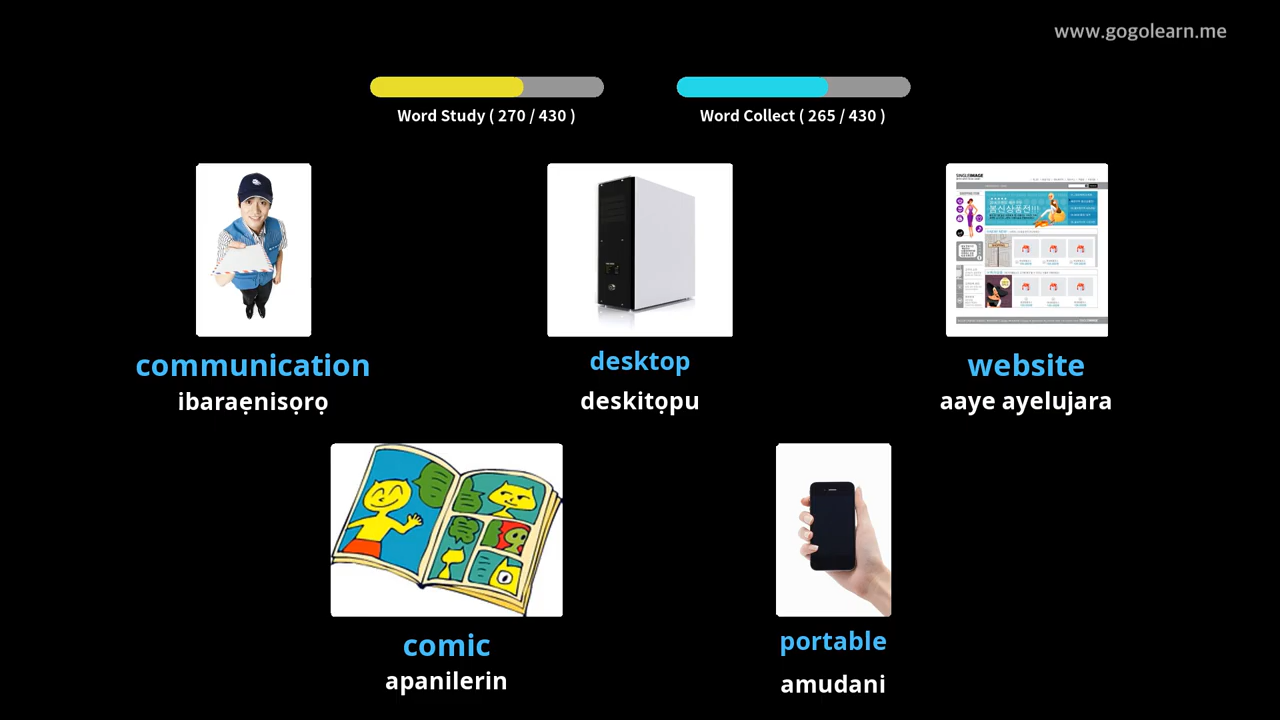 www.gogolearn.me
Word Study ( 270 / 430 )
Word Collect ( 265 / 430 )
communication
ibaraẹnisọrọ
desktop
deskitọpu
website
aaye ayelujara
comic
apanilerin
portable
amudani